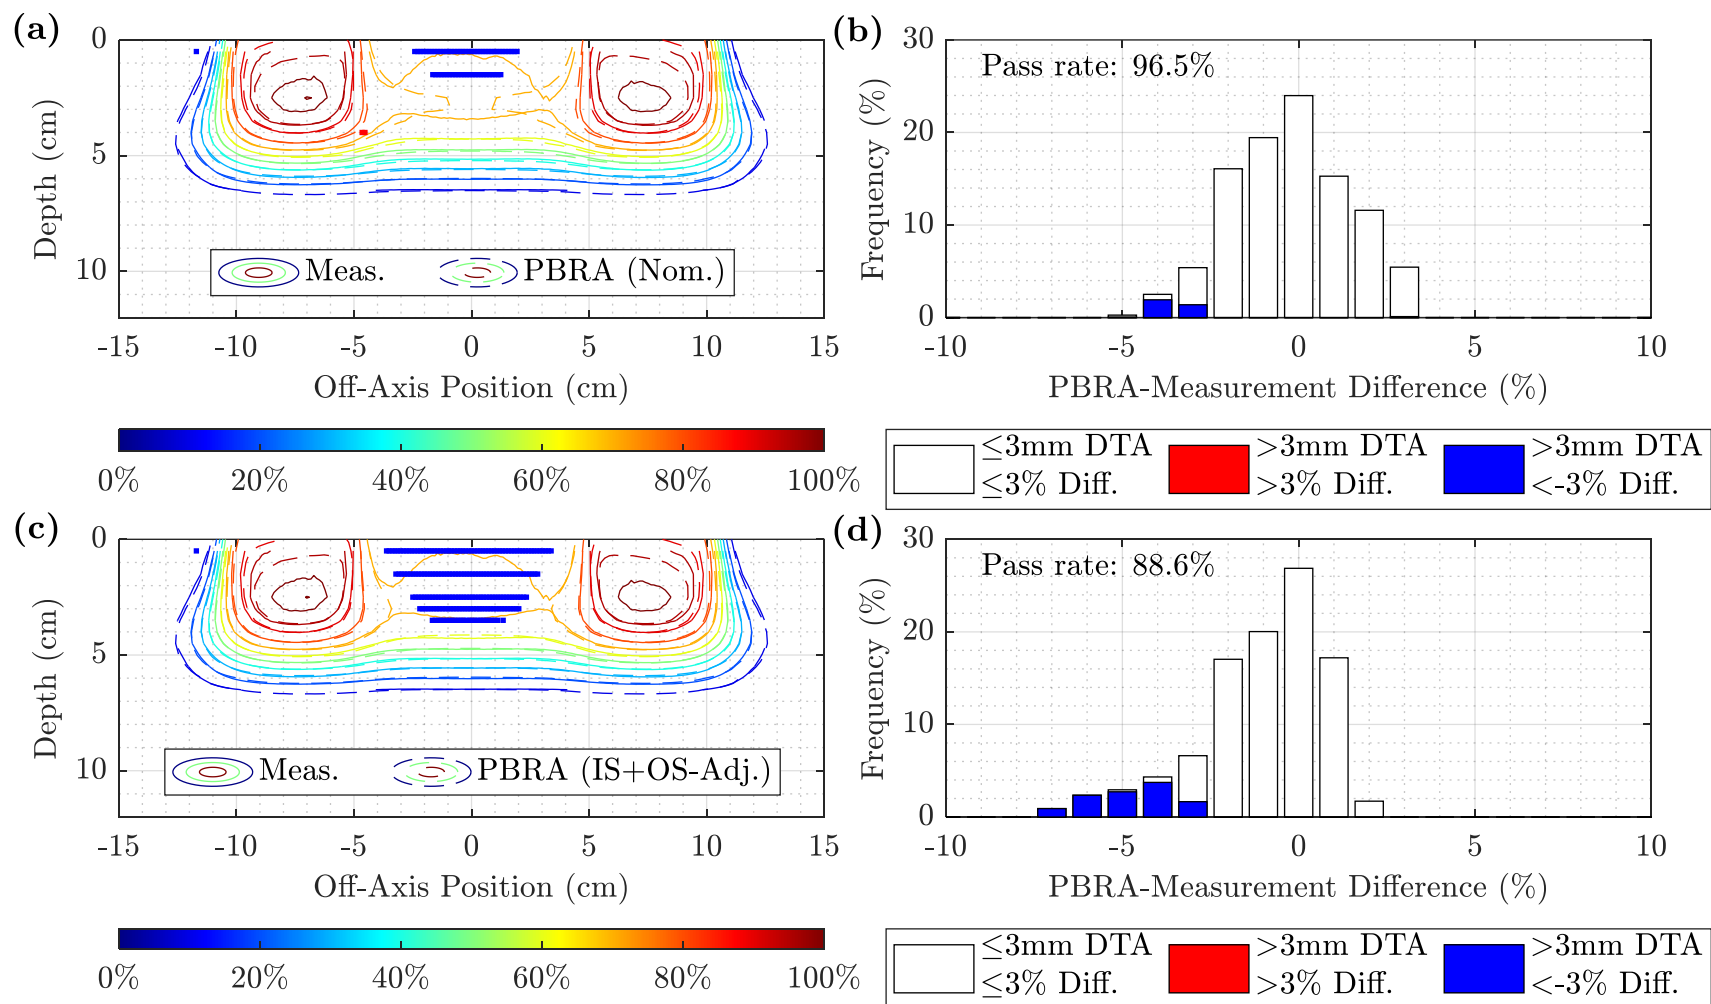 (a)
0
5
10
Depth (cm)
Meas.
PBRA (Nom.)
-15 -10 -5 0 5 10 15
Off-Axis Position (cm)
0% 20% 40% 60% 80% 100%
(b)
30
20
10
0
Frequency (%)
Pass rate: 96.5%
-10 -5 0 5 10
PBRA-Measurement Difference (%)
≤3mm DTA
≤3% Diff.
>3mm DTA
>3% Diff.
>3mm DTA
<-3% Diff.
(c)
0
5
10
Depth (cm)
Meas.
PBRA (IS+OS-Adj.)
-15 -10 -5 0 5 10 15
Off-Axis Position (cm)
0% 20% 40% 60% 80% 100%
(d)
30
20
10
0
Frequency (%)
Pass rate: 88.6%
-10 -5 0 5 10
PBRA-Measurement Difference (%)
≤3mm DTA
≤3% Diff.
>3mm DTA
>3% Diff.
>3mm DTA
<-3% Diff.